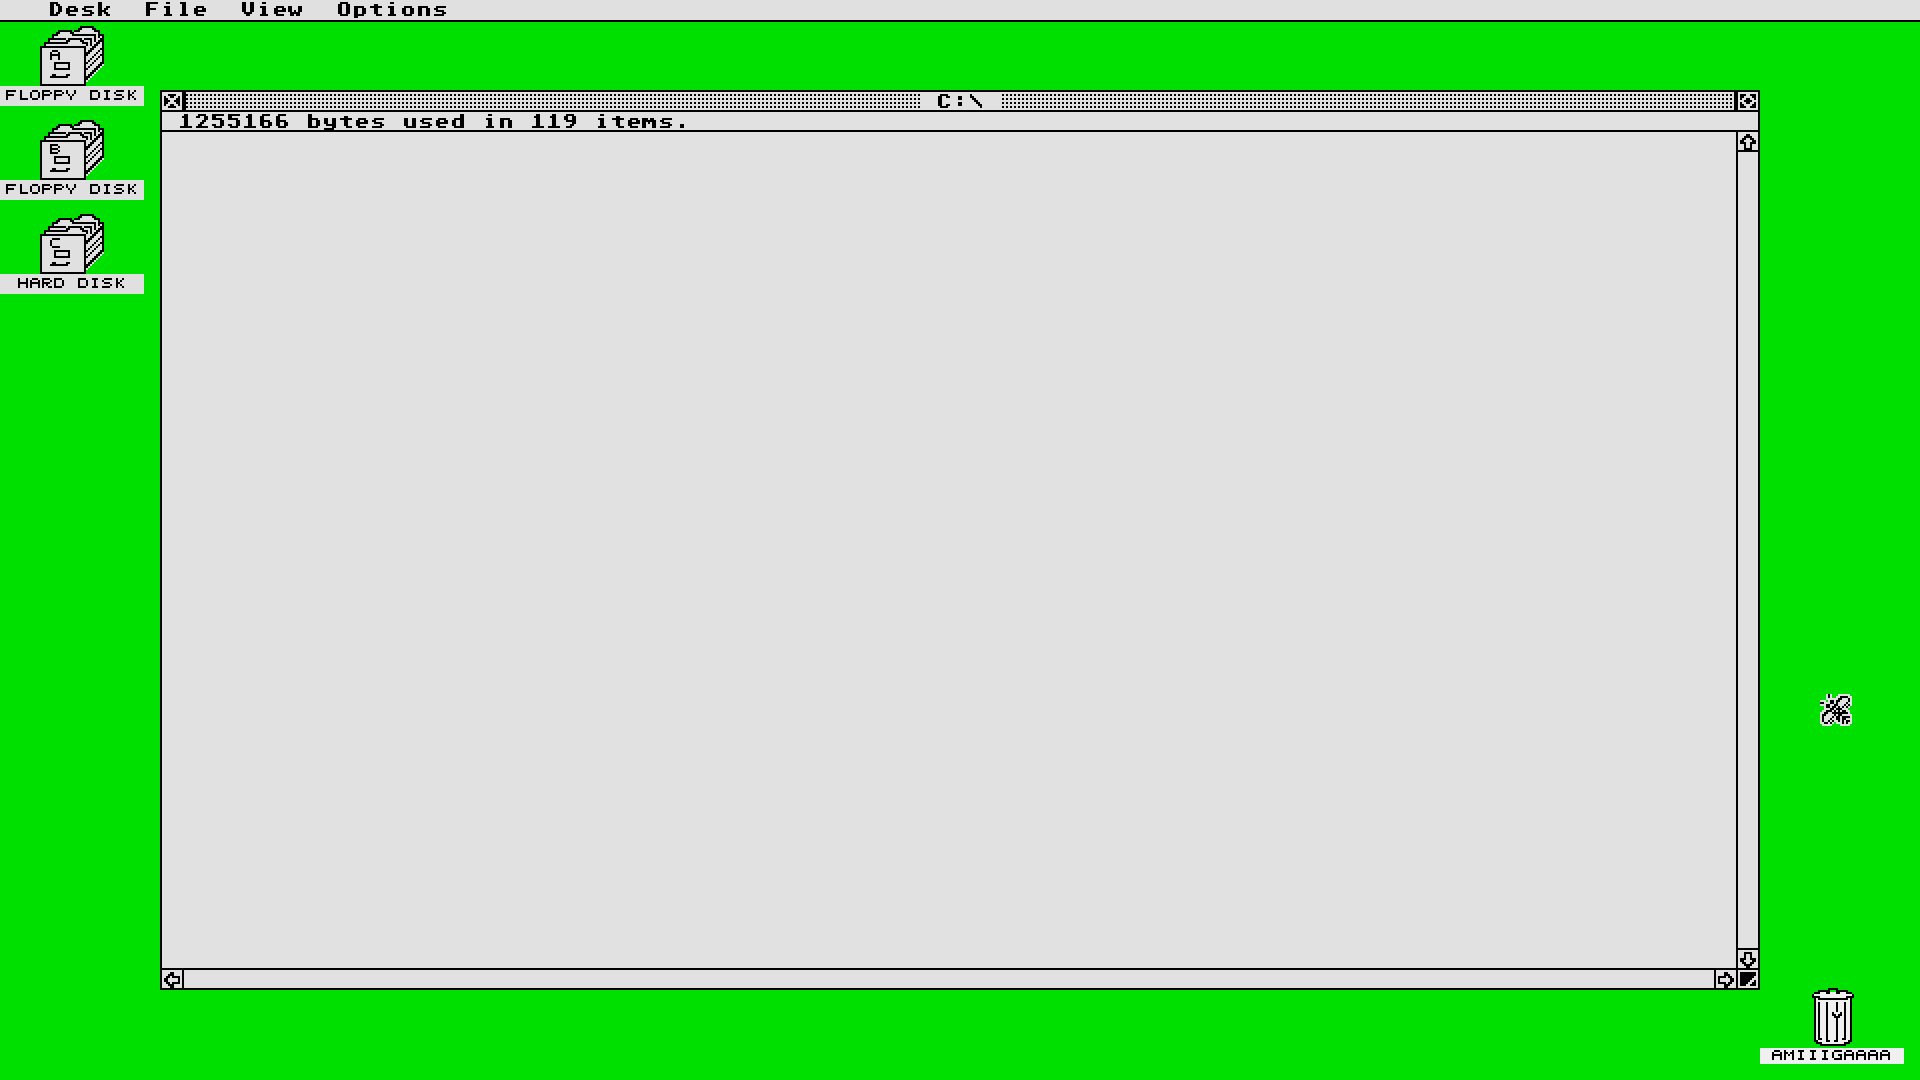 Desk File View Options
A
FLOPPY DISK
B
FLOPPY DISK
C
HARD DISK
C:\
1255166 bytes used in 119 items.
AMIIIGAAAA